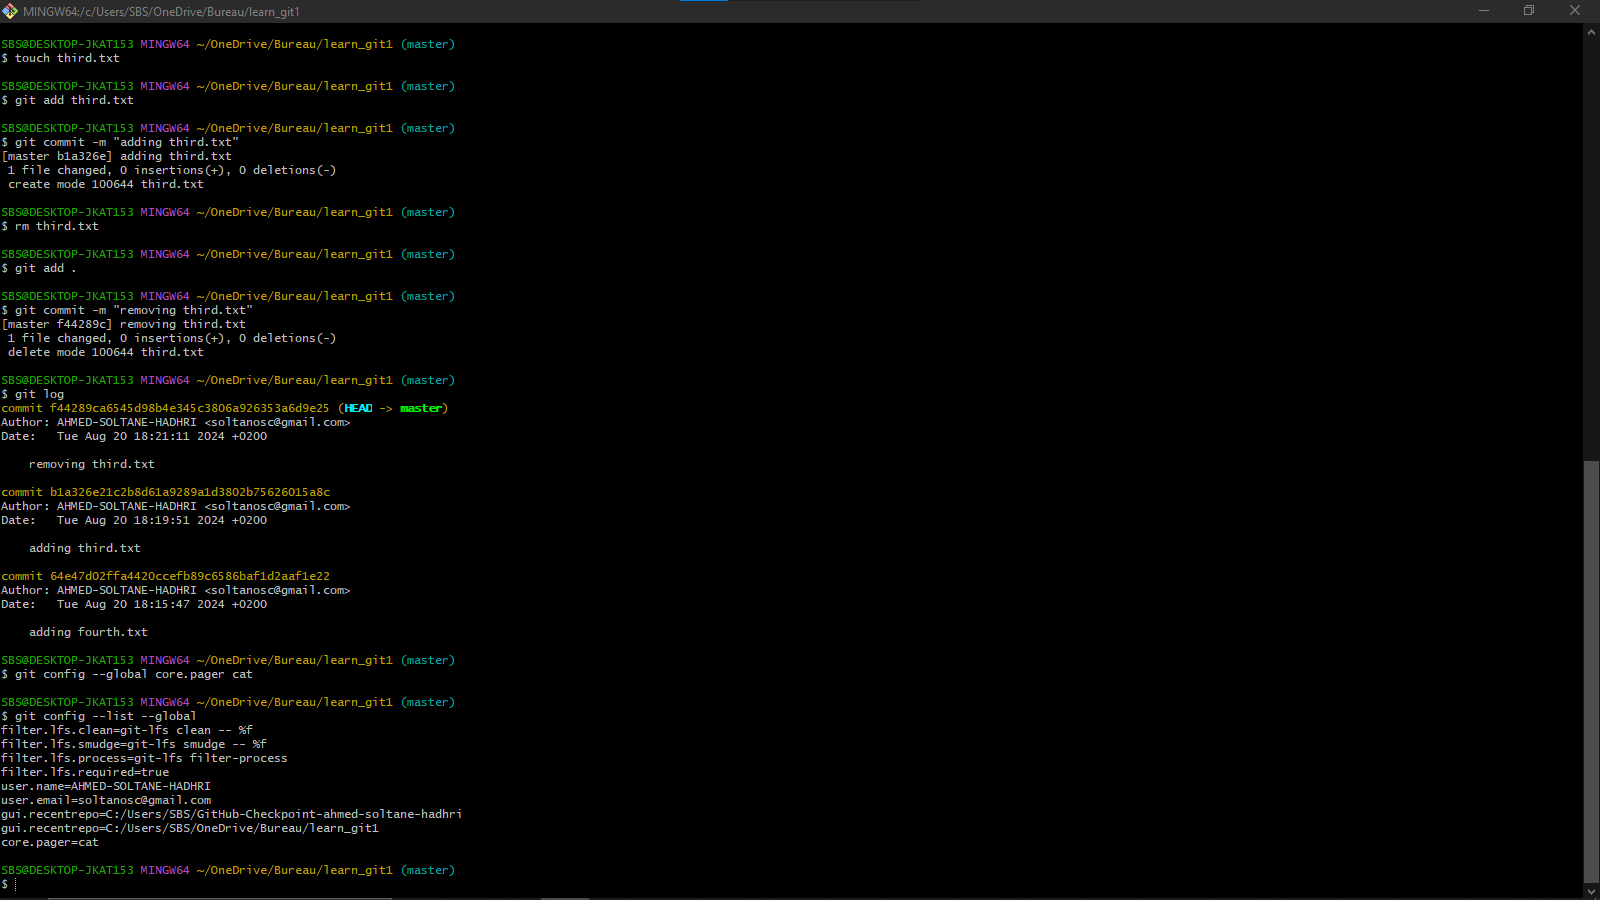 MINGW64:/c/Users/SBS/OneDrive/Bureau/learn_git1
SBS@DESKTOP-JKAT153 MINGW64 ~/OneDrive/Bureau/learn_git1 (master)
$ touch third.txt
SBS@DESKTOP-JKAT153 MINGW64 ~/OneDrive/Bureau/learn_git1 (master)
$ git add third.txt
SBS@DESKTOP-JKAT153 MINGW64 ~/OneDrive/Bureau/learn_git1 (master)
$ git commit -m "adding third.txt"
[master b1a326e] adding third.txt
 1 file changed, 0 insertions(+), 0 deletions(-)
 create mode 100644 third.txt
SBS@DESKTOP-JKAT153 MINGW64 ~/OneDrive/Bureau/learn_git1 (master)
$ rm third.txt
SBS@DESKTOP-JKAT153 MINGW64 ~/OneDrive/Bureau/learn_git1 (master)
$ git add .
SBS@DESKTOP-JKAT153 MINGW64 ~/OneDrive/Bureau/learn_git1 (master)
$ git commit -m "removing third.txt"
[master f44289c] removing third.txt
 1 file changed, 0 insertions(+), 0 deletions(-)
 delete mode 100644 third.txt
SBS@DESKTOP-JKAT153 MINGW64 ~/OneDrive/Bureau/learn_git1 (master)
$ git log
commit f44289ca6545d98b4e345c3806a926353a6d9e25 (HEAD -> master)
Author: AHMED-SOLTANE-HADHRI <soltanosc@gmail.com>
Date:   Tue Aug 20 18:21:11 2024 +0200
    removing third.txt
commit b1a326e21c2b8d61a9289a1d3802b75626015a8c
Author: AHMED-SOLTANE-HADHRI <soltanosc@gmail.com>
Date:   Tue Aug 20 18:19:51 2024 +0200
    adding third.txt
commit 64e47d02ffa4420ccefb89c6586baf1d2aaf1e22
Author: AHMED-SOLTANE-HADHRI <soltanosc@gmail.com>
Date:   Tue Aug 20 18:15:47 2024 +0200
    adding fourth.txt
SBS@DESKTOP-JKAT153 MINGW64 ~/OneDrive/Bureau/learn_git1 (master)
$ git config --global core.pager cat
SBS@DESKTOP-JKAT153 MINGW64 ~/OneDrive/Bureau/learn_git1 (master)
$ git config --list --global
filter.lfs.clean=git-lfs clean -- %f
filter.lfs.smudge=git-lfs smudge -- %f
filter.lfs.process=git-lfs filter-process
filter.lfs.required=true
user.name=AHMED-SOLTANE-HADHRI
user.email=soltanosc@gmail.com
gui.recentrepo=C:/Users/SBS/GitHub-Checkpoint-ahmed-soltane-hadhri
gui.recentrepo=C:/Users/SBS/OneDrive/Bureau/learn_git1
core.pager=cat
SBS@DESKTOP-JKAT153 MINGW64 ~/OneDrive/Bureau/learn_git1 (master)
$